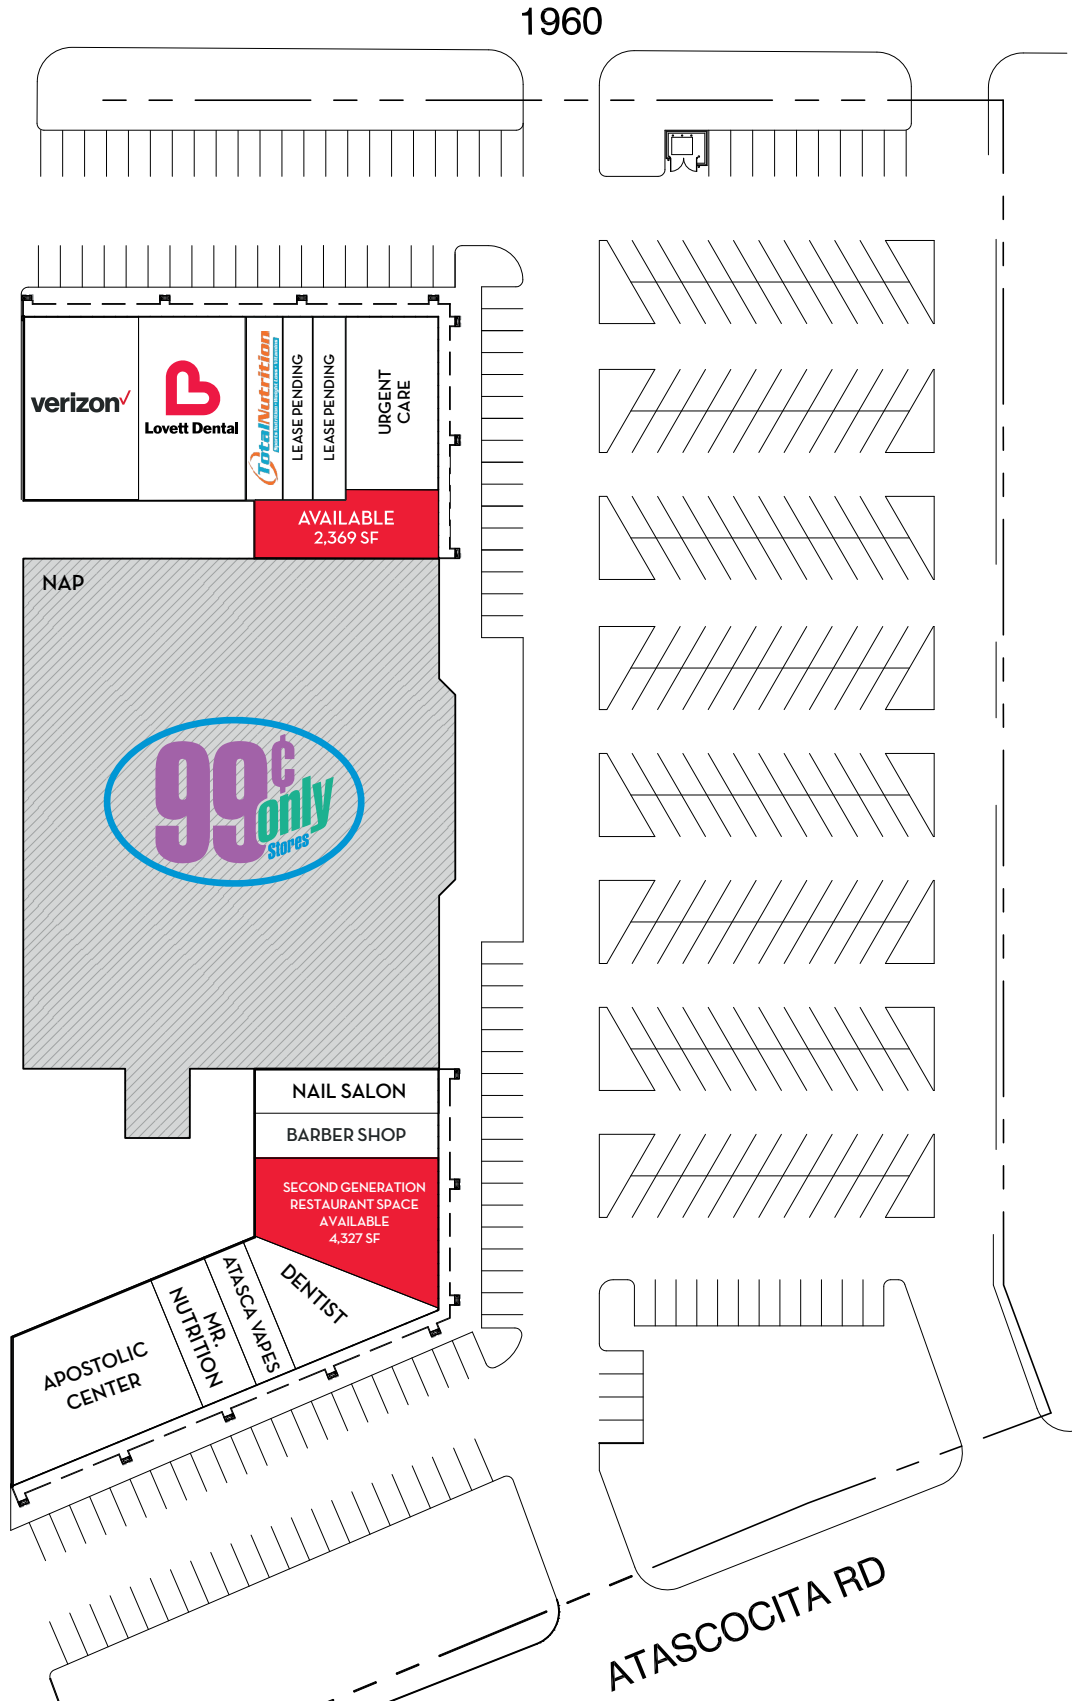 1960
verizon
Lovett Dental
TotalNutrition
LEASE PENDING
LEASE PENDING
URGENT
CARE
AVAILABLE
2,369 SF
NAP
99¢
only
Stores
NAIL SALON
BARBER SHOP
SECOND GENERATION
RESTAURANT SPACE
AVAILABLE
4,327 SF
DENTIST
ATASCA VAPES
MR.
NUTRITION
APOSTOLIC
CENTER
ATASCOCITA RD